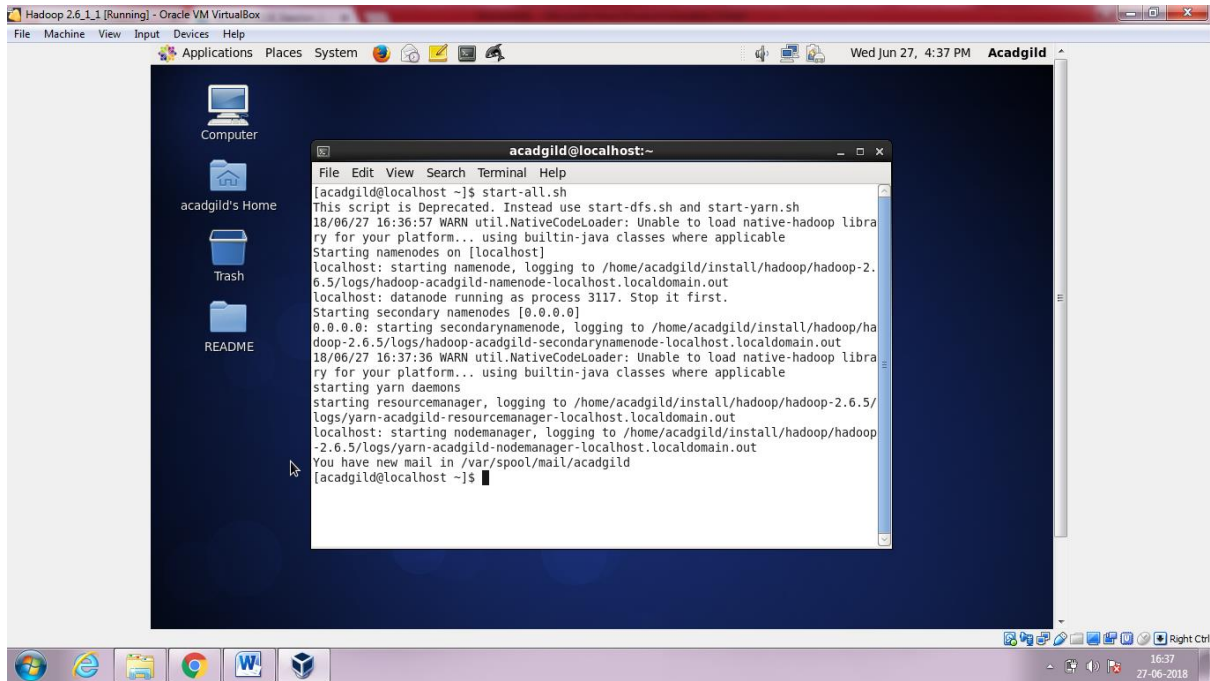 Hadoop 2.6_1_1 [Running] - Oracle VM VirtualBox
File Machine View Input Devices Help
Applications Places System Wed Jun 27, 4:37 PM Acadgild
Computer
acadgild's Home
Trash
README
acadgild@localhost:~
File Edit View Search Terminal Help
[acadgild@localhost ~]$ start-all.sh
This script is Deprecated. Instead use start-dfs.sh and start-yarn.sh
18/06/27 16:36:57 WARN util.NativeCodeLoader: Unable to load native-hadoop libra
ry for your platform... using builtin-java classes where applicable
Starting namenodes on [localhost]
localhost: starting namenode, logging to /home/acadgild/install/hadoop/hadoop-2.
6.5/logs/hadoop-acadgild-namenode-localhost.localdomain.out
localhost: datanode running as process 3117. Stop it first.
Starting secondary namenodes [0.0.0.0]
0.0.0.0: starting secondarynamenode, logging to /home/acadgild/install/hadoop/ha
doop-2.6.5/logs/hadoop-acadgild-secondarynamenode-localhost.localdomain.out
18/06/27 16:37:36 WARN util.NativeCodeLoader: Unable to load native-hadoop libra
ry for your platform... using builtin-java classes where applicable
starting yarn daemons
starting resourcemanager, logging to /home/acadgild/install/hadoop/hadoop-2.6.5/
logs/yarn-acadgild-resourcemanager-localhost.localdomain.out
localhost: starting nodemanager, logging to /home/acadgild/install/hadoop/hadoop
-2.6.5/logs/yarn-acadgild-nodemanager-localhost.localdomain.out
You have new mail in /var/spool/mail/acadgild
[acadgild@localhost ~]$
Right Ctrl
16:37
27-06-2018